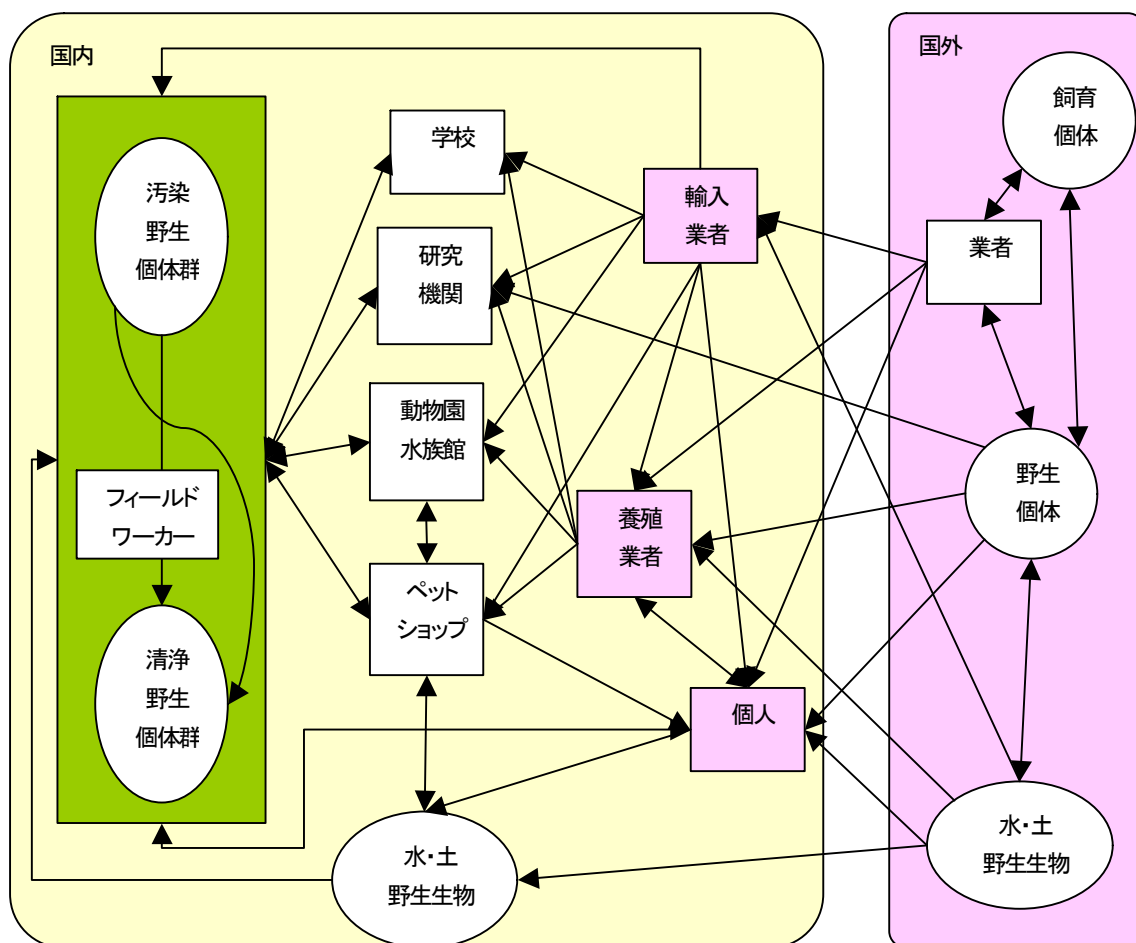 国内
汚染
野生
個体群
フィールド
ワーカー
清浄
野生
個体群
学校
研究
機関
動物園
水族館
ペット
ショップ
水・土
野生生物
輸入
業者
養殖
業者
個人
国外
飼育
個体
業者
野生
個体
水・土
野生生物